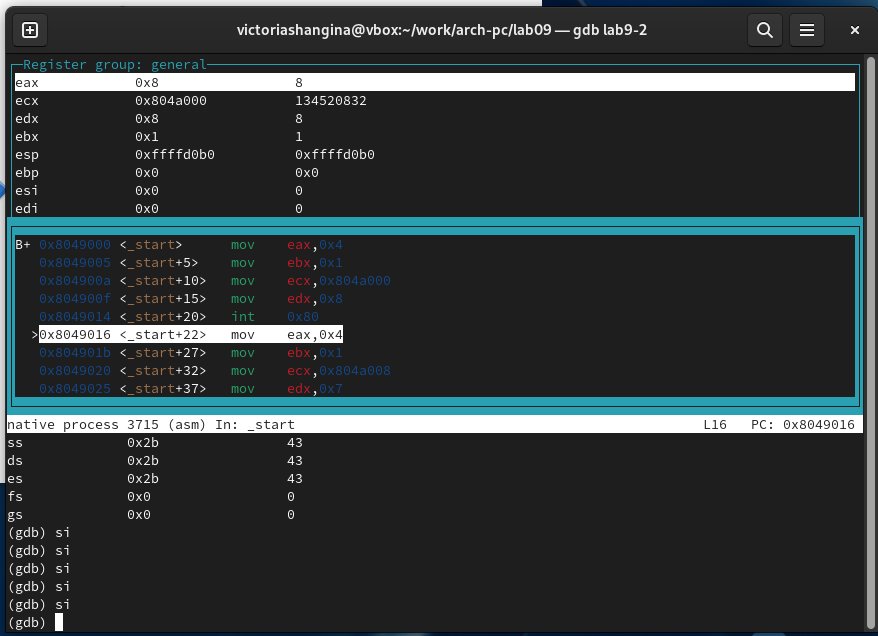 victoriashangina@vbox:~/work/arch-pc/lab09 — gdb lab9-2
Register group: general
eax 0x8 8
ecx 0x804a000 134520832
edx 0x8 8
ebx 0x1 1
esp 0xffffd0b0 0xffffd0b0
ebp 0x0 0x0
esi 0x0 0
edi 0x0 0
B+ 0x8049000 <_start> mov eax,0x4
0x8049005 <_start+5> mov ebx,0x1
0x804900a <_start+10> mov ecx,0x804a000
0x804900f <_start+15> mov edx,0x8
0x8049014 <_start+20> int 0x80
>0x8049016 <_start+22> mov eax,0x4
0x804901b <_start+27> mov ebx,0x1
0x8049020 <_start+32> mov ecx,0x804a008
0x8049025 <_start+37> mov edx,0x7
native process 3715 (asm) In: _start L16 PC: 0x8049016
ss 0x2b 43
ds 0x2b 43
es 0x2b 43
fs 0x0 0
gs 0x0 0
(gdb) si
(gdb) si
(gdb) si
(gdb) si
(gdb) si
(gdb)